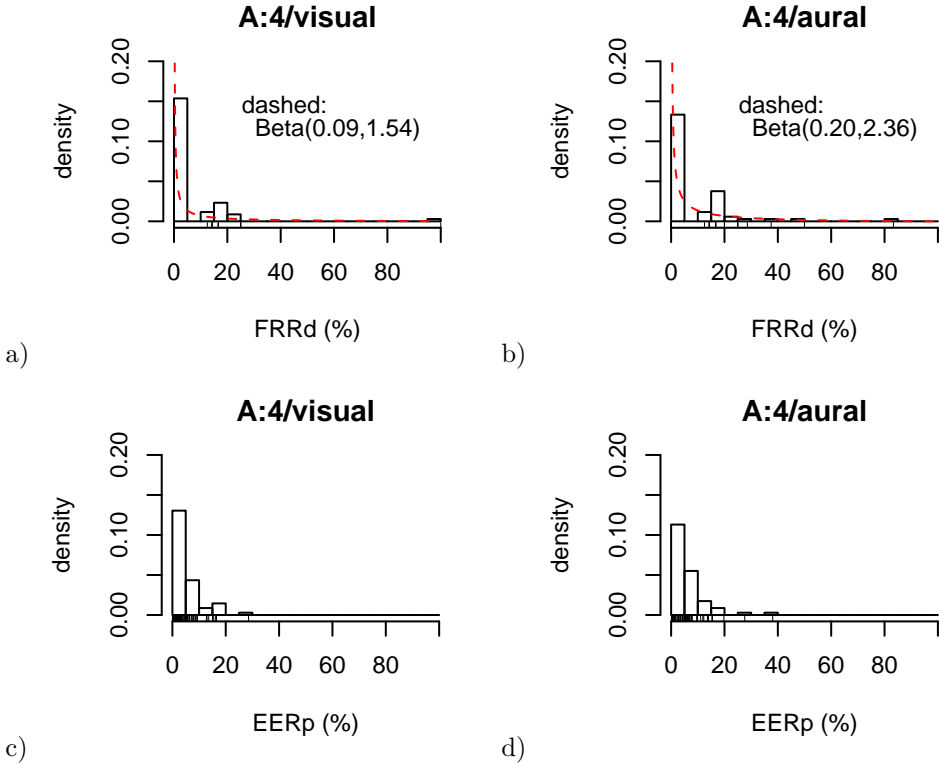 A:4/visual
0.20
0.10
0.00
density
dashed:
Beta(0.09,1.54)
0 20 40 60 80
FRRd (%)
a)
A:4/aural
0.20
0.10
0.00
density
dashed:
Beta(0.20,2.36)
0 20 40 60 80
FRRd (%)
b)
A:4/visual
0.20
0.10
0.00
density
0 20 40 60 80
EERp (%)
c)
A:4/aural
0.20
0.10
0.00
density
0 20 40 60 80
EERp (%)
d)